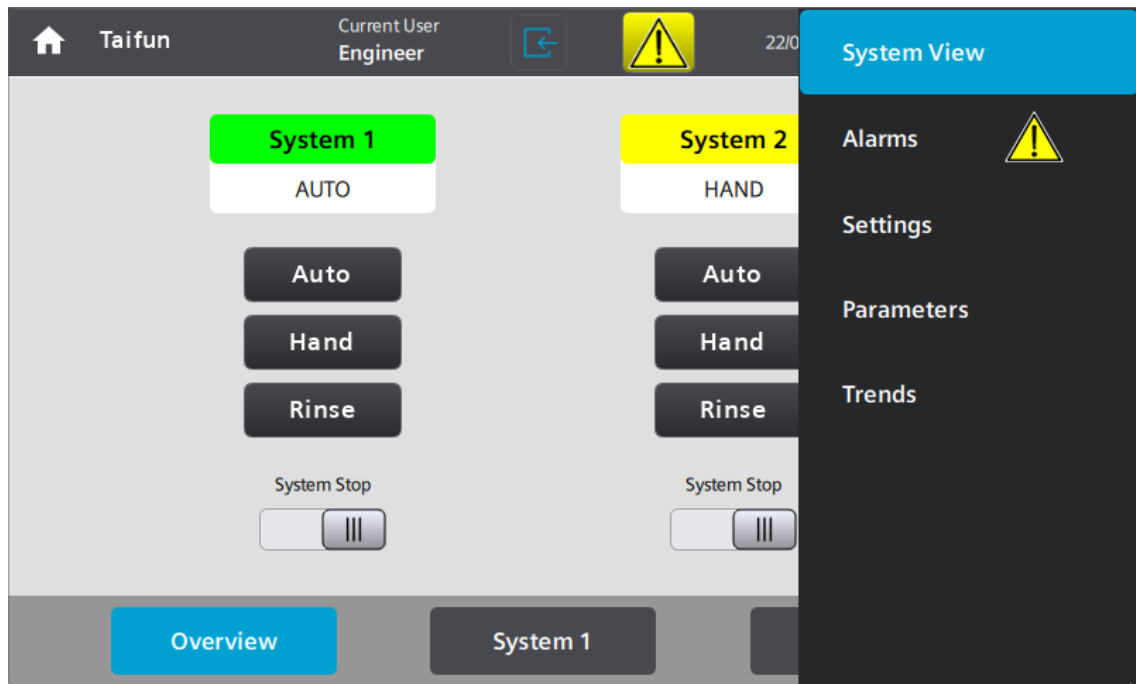 Taifun
Current User
Engineer
22/0
System View
Alarms
Settings
Parameters
Trends
System 1
AUTO
Auto
Hand
Rinse
System Stop
System 2
HAND
Auto
Hand
Rinse
System Stop
Overview
System 1